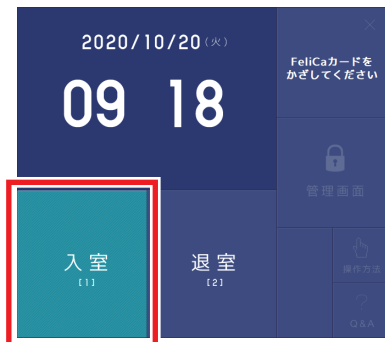 2020/10/20(火)
09 18
FeliCaカードを
かざしてください
管理画面
入室
[1]
退室
[2]
操作方法
?
Q&A